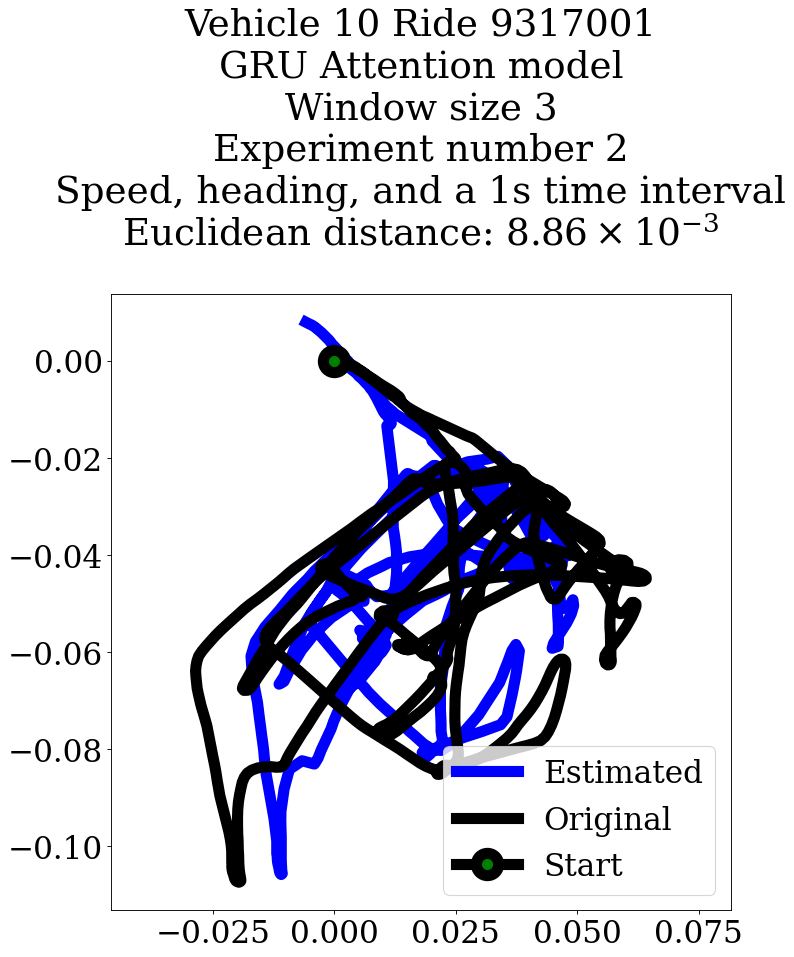 Vehicle 10 Ride 9317001
GRU Attention model
Window size 3
Experiment number 2
Speed, heading, and a 1s time interval
Euclidean distance: 8.86 × 10⁻³
0.00
−0.02
−0.04
−0.06
−0.08
−0.10
Estimated
Original
Start
−0.025 0.000 0.025 0.050 0.075